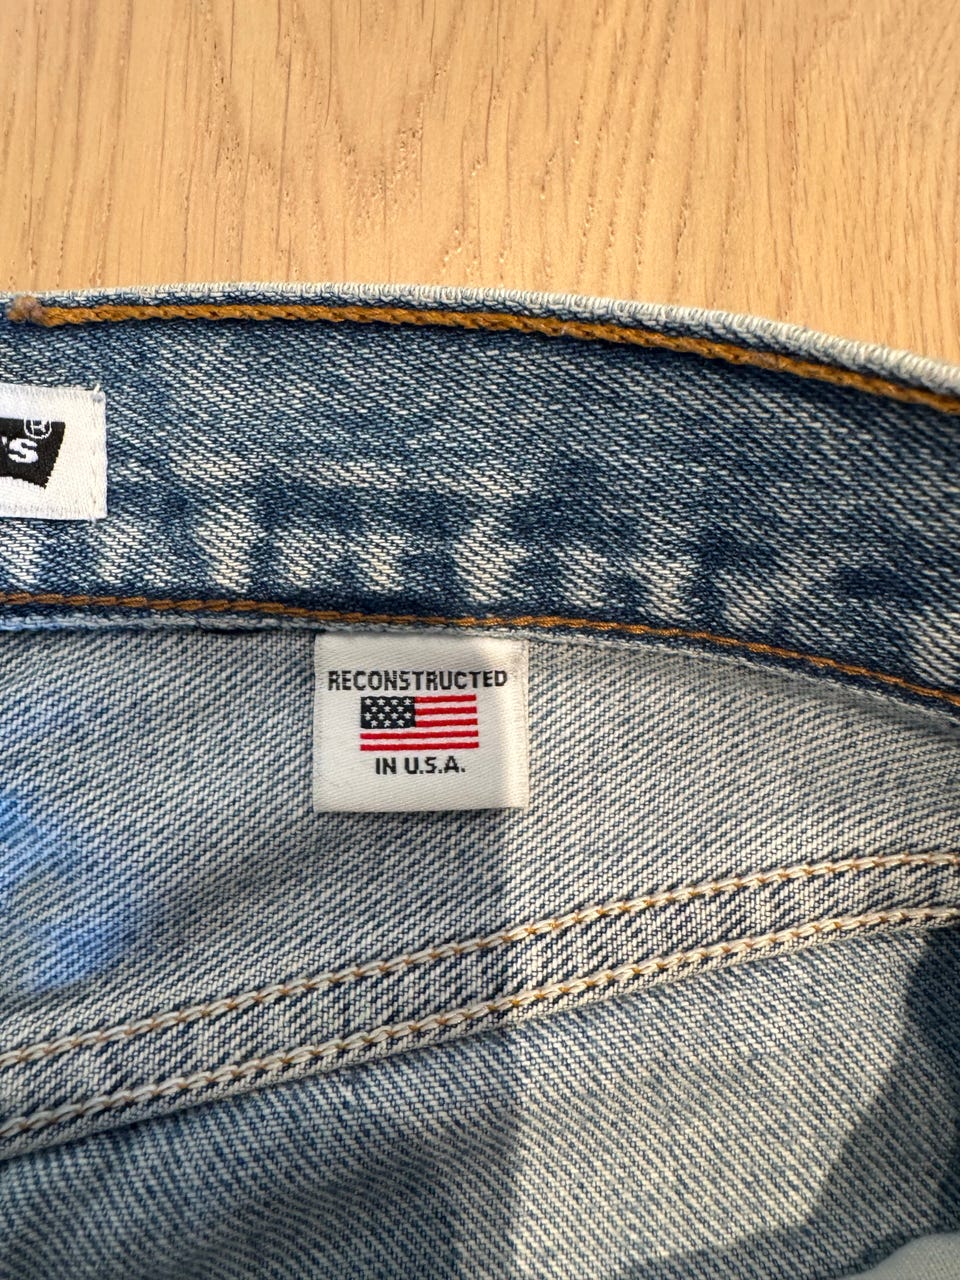 's®
RECONSTRUCTED
IN U.S.A.